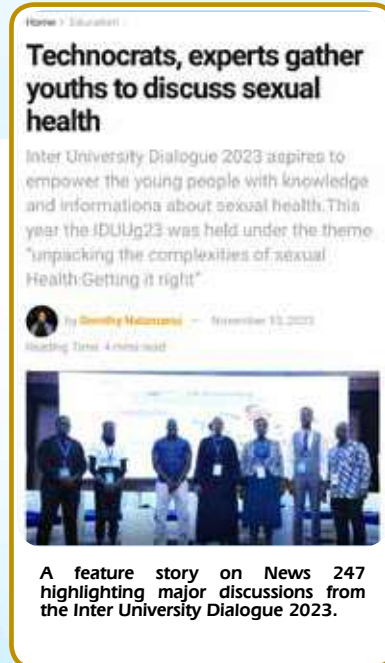 Home > Education
Technocrats, experts gather
youths to discuss sexual
health
Inter University Dialogue 2023 aspires to
empower the young people with knowledge
and informationa about sexual health.This
year the IDUUg23 was held under the theme
"unpacking the complexities of sexual
Health:Getting it right"
by Dorothy — November 2023
Reading Time: 4 mins read
A feature story on News 247
highlighting major discussions from
the Inter University Dialogue 2023.